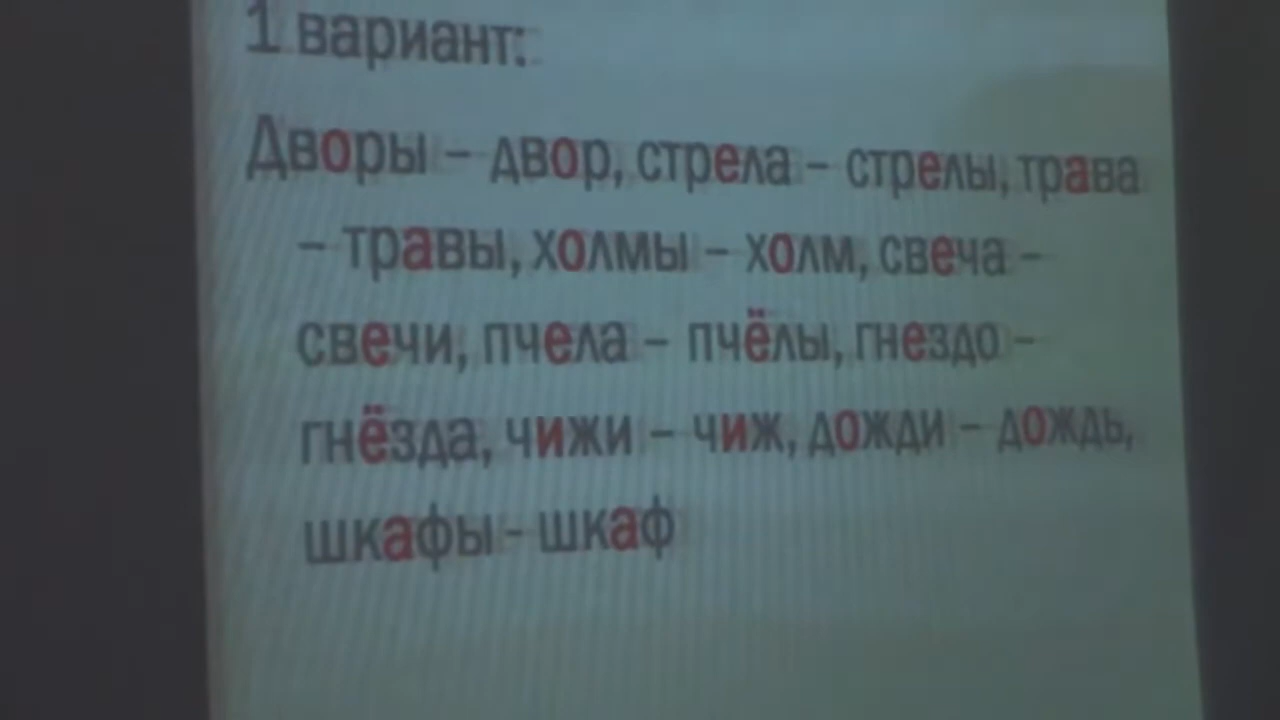 1 вариант:
Дворы – двор, стрела – стрелы, трава
– травы, холмы – холм, свеча –
свечи, пчела – пчёлы, гнездо –
гнёзда, чижи – чиж, дожди – дождь,
шкафы - шкаф